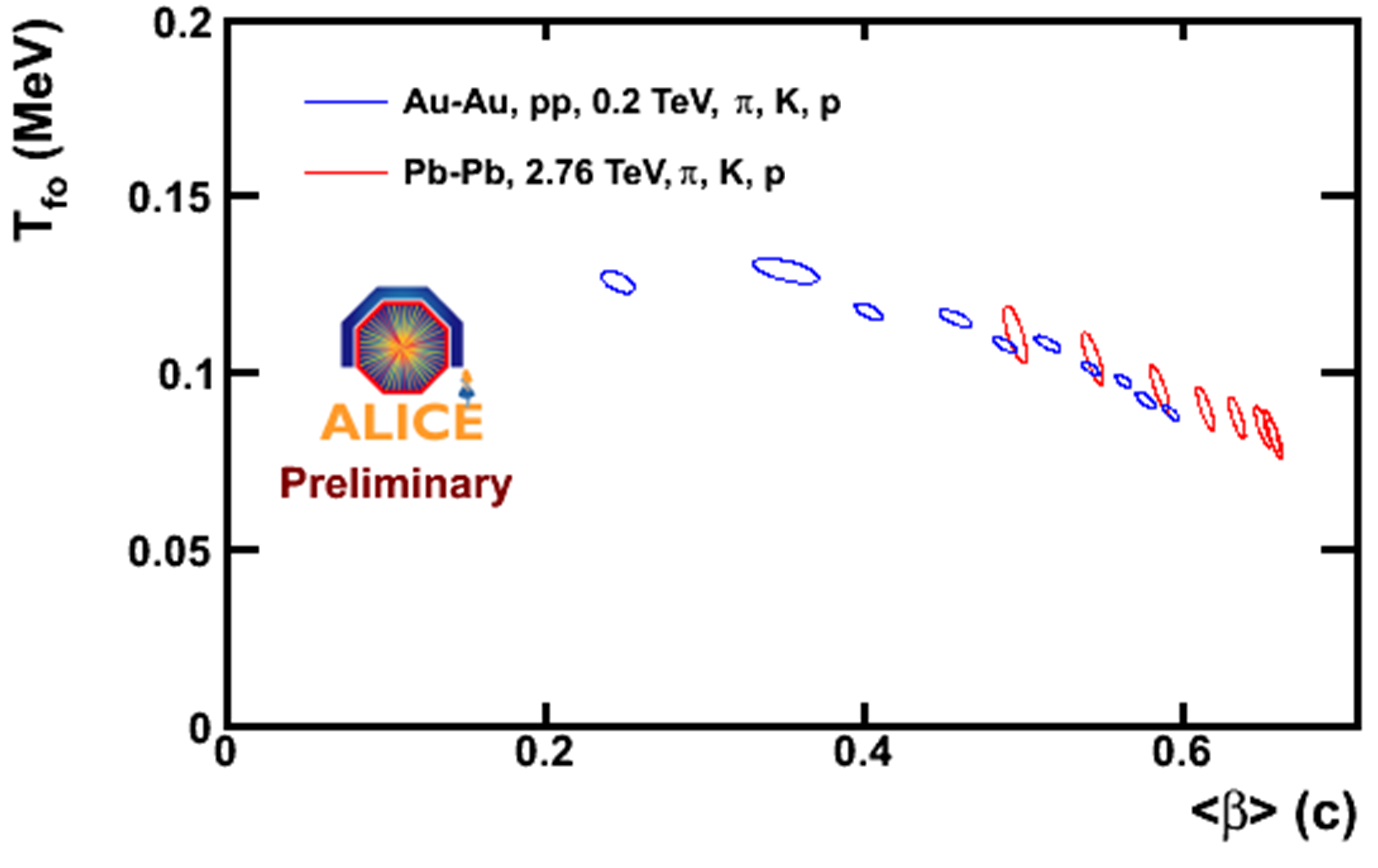 T_fo (MeV)
0.2
0.15
0.1
0.05
0
Au-Au, pp, 0.2 TeV, π, K, p
Pb-Pb, 2.76 TeV, π, K, p
ALICE
Preliminary
0 0.2 0.4 0.6
<β> (c)